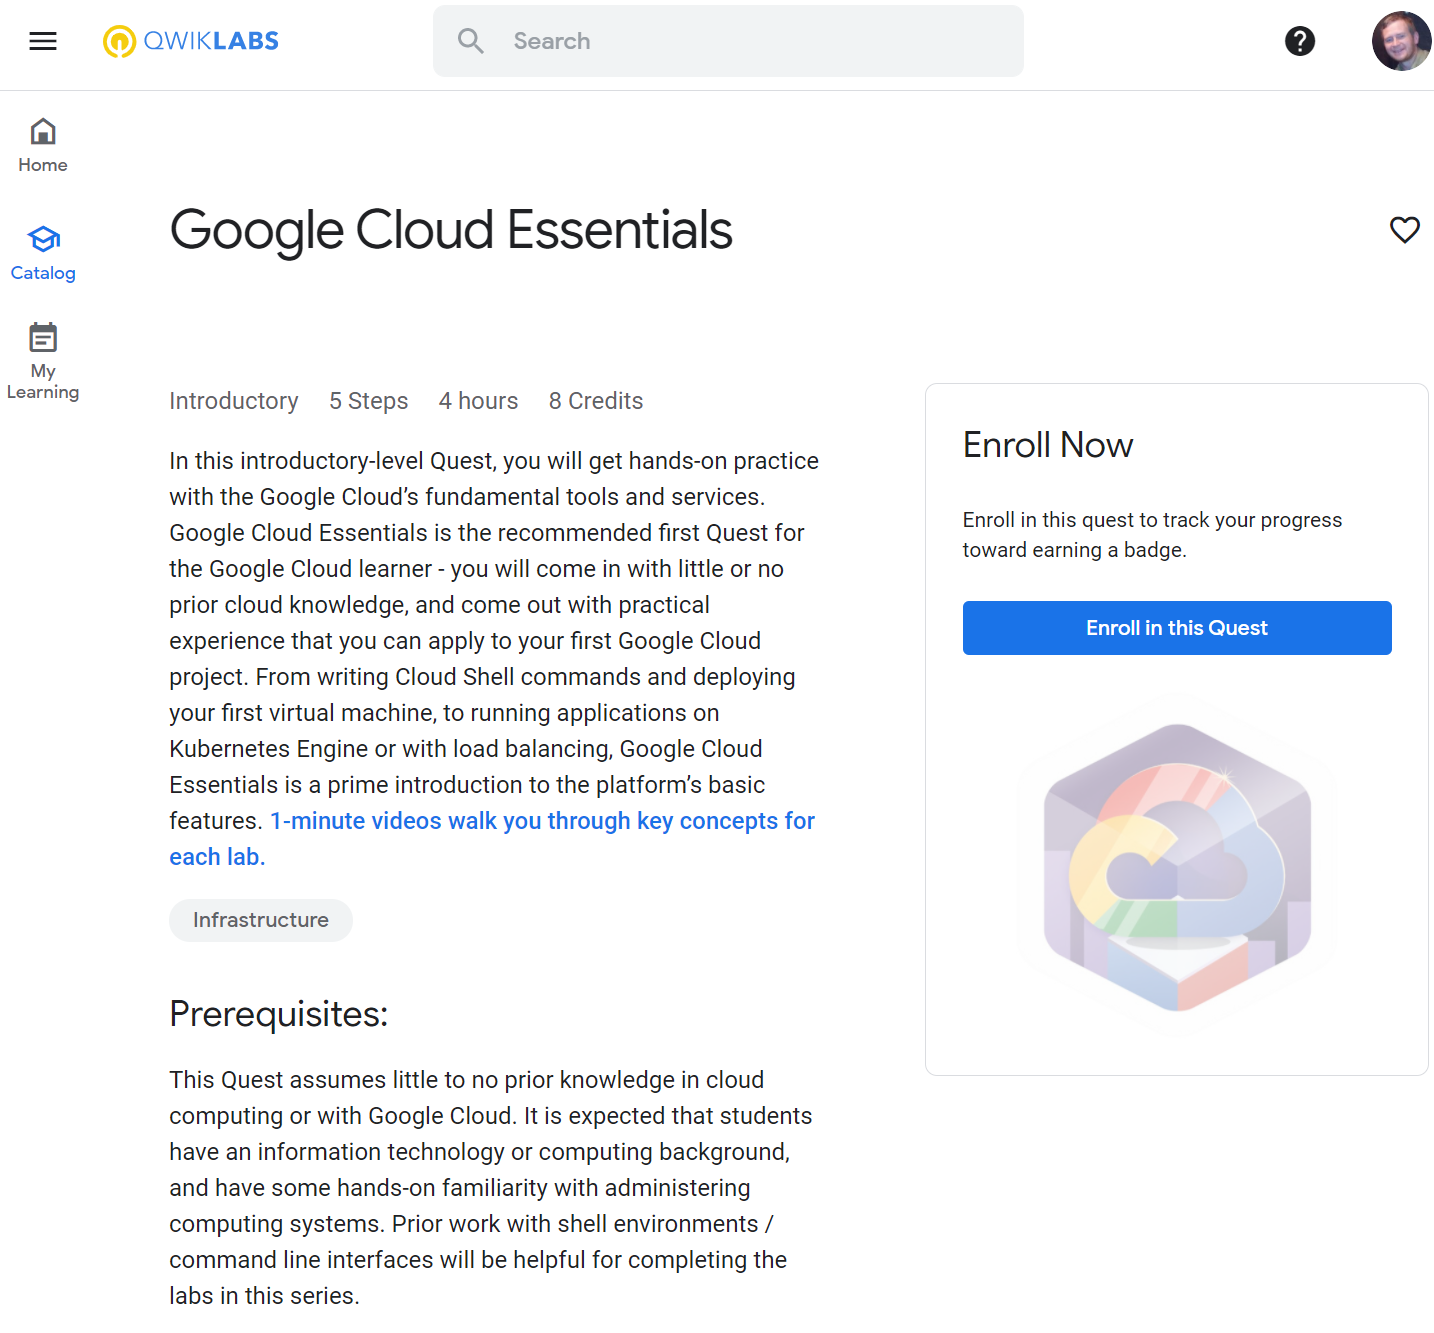 QWIKLABS
Search
?
Home
Catalog
My
Learning
Google Cloud Essentials
Introductory 5 Steps 4 hours 8 Credits
In this introductory-level Quest, you will get hands-on practice
with the Google Cloud’s fundamental tools and services.
Google Cloud Essentials is the recommended first Quest for
the Google Cloud learner - you will come in with little or no
prior cloud knowledge, and come out with practical
experience that you can apply to your first Google Cloud
project. From writing Cloud Shell commands and deploying
your first virtual machine, to running applications on
Kubernetes Engine or with load balancing, Google Cloud
Essentials is a prime introduction to the platform’s basic
features. 1-minute videos walk you through key concepts for
each lab.
Infrastructure
Prerequisites:
This Quest assumes little to no prior knowledge in cloud
computing or with Google Cloud. It is expected that students
have an information technology or computing background,
and have some hands-on familiarity with administering
computing systems. Prior work with shell environments /
command line interfaces will be helpful for completing the
labs in this series.
Enroll Now
Enroll in this quest to track your progress
toward earning a badge.
Enroll in this Quest